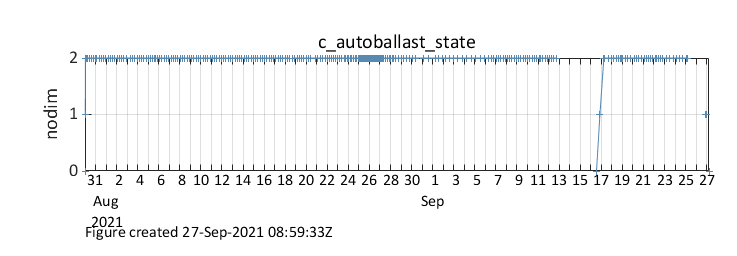 c_autoballast_state
2
1
0
nodim
31 2 4 6 8 10 12 14 16 18 20 22 24 26 28 30 1 3 5 7 9 11 13 15 17 19 21 23 25 27
Aug Sep
2021
Figure created 27-Sep-2021 08:59:33Z